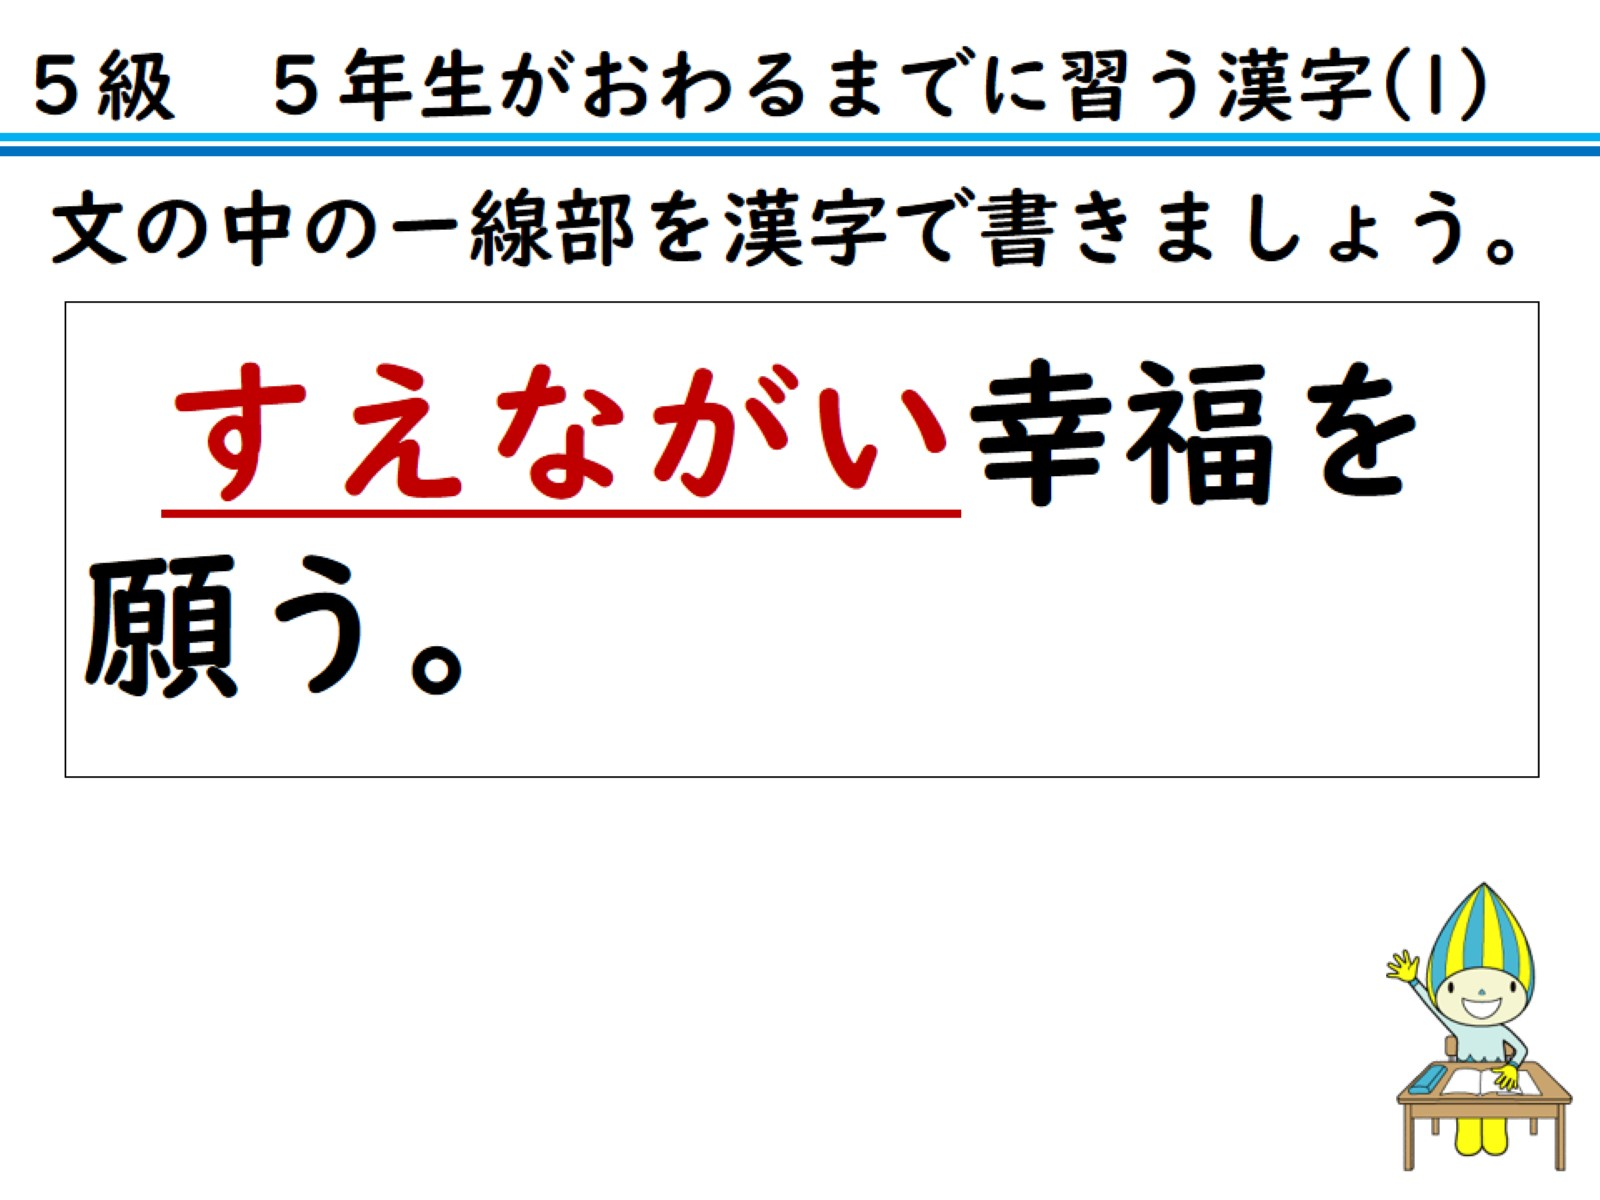 ５級　５年生がおわるまでに習う漢字(1)
文の中の―線部を漢字で書きましょう。
すえながい幸福を
願う。